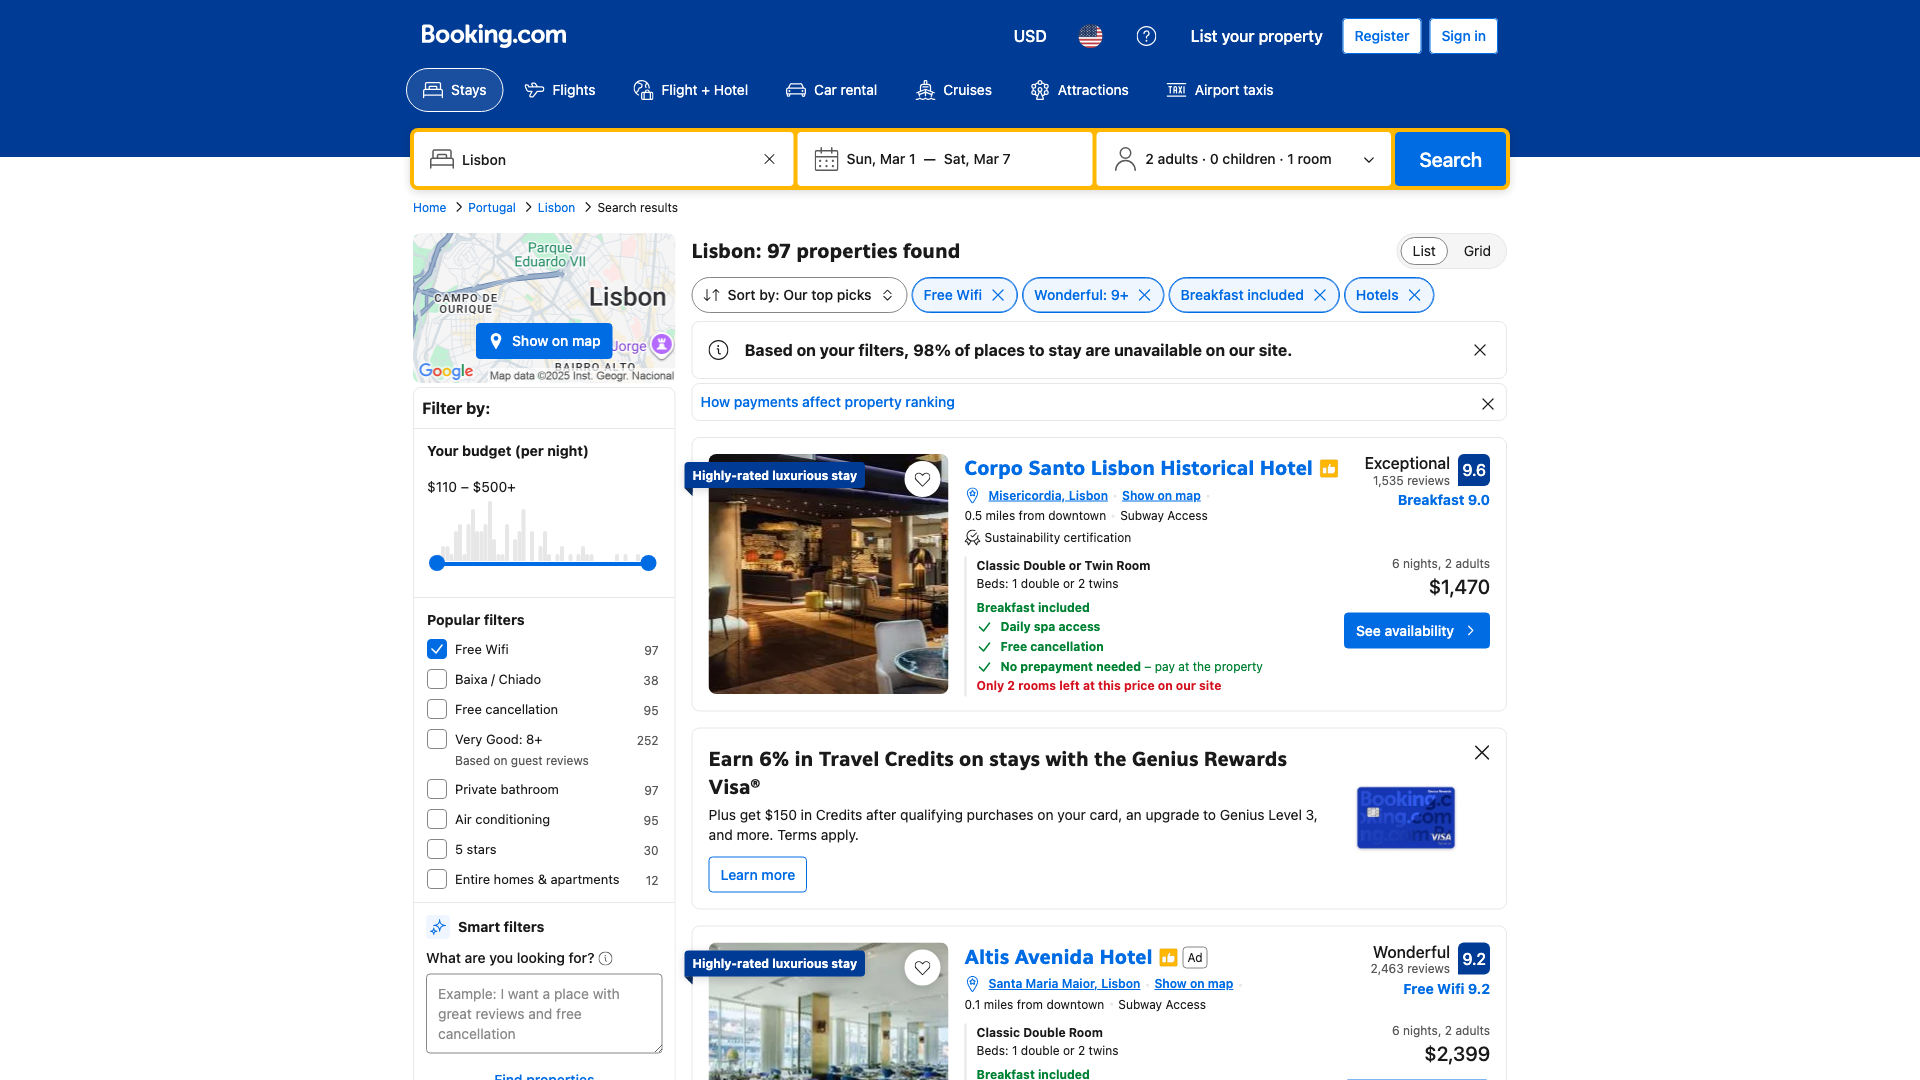 Booking.com
USD
List your property
Register
Sign in
Stays
Flights
Flight + Hotel
Car rental
Cruises
Attractions
TAXI
Airport taxis
Lisbon
Sun, Mar 1 — Sat, Mar 7
2 adults · 0 children · 1 room
Search
Home
Portugal
Lisbon
Search results
Parque
Eduardo VII
CAMPO DE
OURIQUE
Lisbon
Show on map
Jorge
BAIRRO ALTO
Google
Map data ©2025 Inst. Geogr. Nacional
Filter by:
Your budget (per night)
$110 – $500+
Popular filters
Free Wifi 97
Baixa / Chiado 38
Free cancellation 95
Very Good: 8+ 252
Based on guest reviews
Private bathroom 97
Air conditioning 95
5 stars 30
Entire homes & apartments 12
Smart filters
What are you looking for?
Example: I want a place with
great reviews and free
cancellation
Find properties
Lisbon: 97 properties found
List
Grid
Sort by: Our top picks
Free Wifi
Wonderful: 9+
Breakfast included
Hotels
Based on your filters, 98% of places to stay are unavailable on our site.
How payments affect property ranking
Highly-rated luxurious stay
Corpo Santo Lisbon Historical Hotel
Misericordia, Lisbon · Show on map
0.5 miles from downtown · Subway Access
Sustainability certification
Classic Double or Twin Room
Beds: 1 double or 2 twins
Breakfast included
Daily spa access
Free cancellation
No prepayment needed – pay at the property
Only 2 rooms left at this price on our site
Exceptional
1,535 reviews
9.6
Breakfast 9.0
6 nights, 2 adults
$1,470
See availability
Earn 6% in Travel Credits on stays with the Genius Rewards
Visa®
Plus get $150 in Credits after qualifying purchases on your card, an upgrade to Genius Level 3,
and more. Terms apply.
Learn more
Booking.c
VISA
Highly-rated luxurious stay
Altis Avenida Hotel
Ad
Santa Maria Maior, Lisbon · Show on map
0.1 miles from downtown · Subway Access
Classic Double Room
Beds: 1 double or 2 twins
Breakfast included
Wonderful
2,463 reviews
9.2
Free Wifi 9.2
6 nights, 2 adults
$2,399